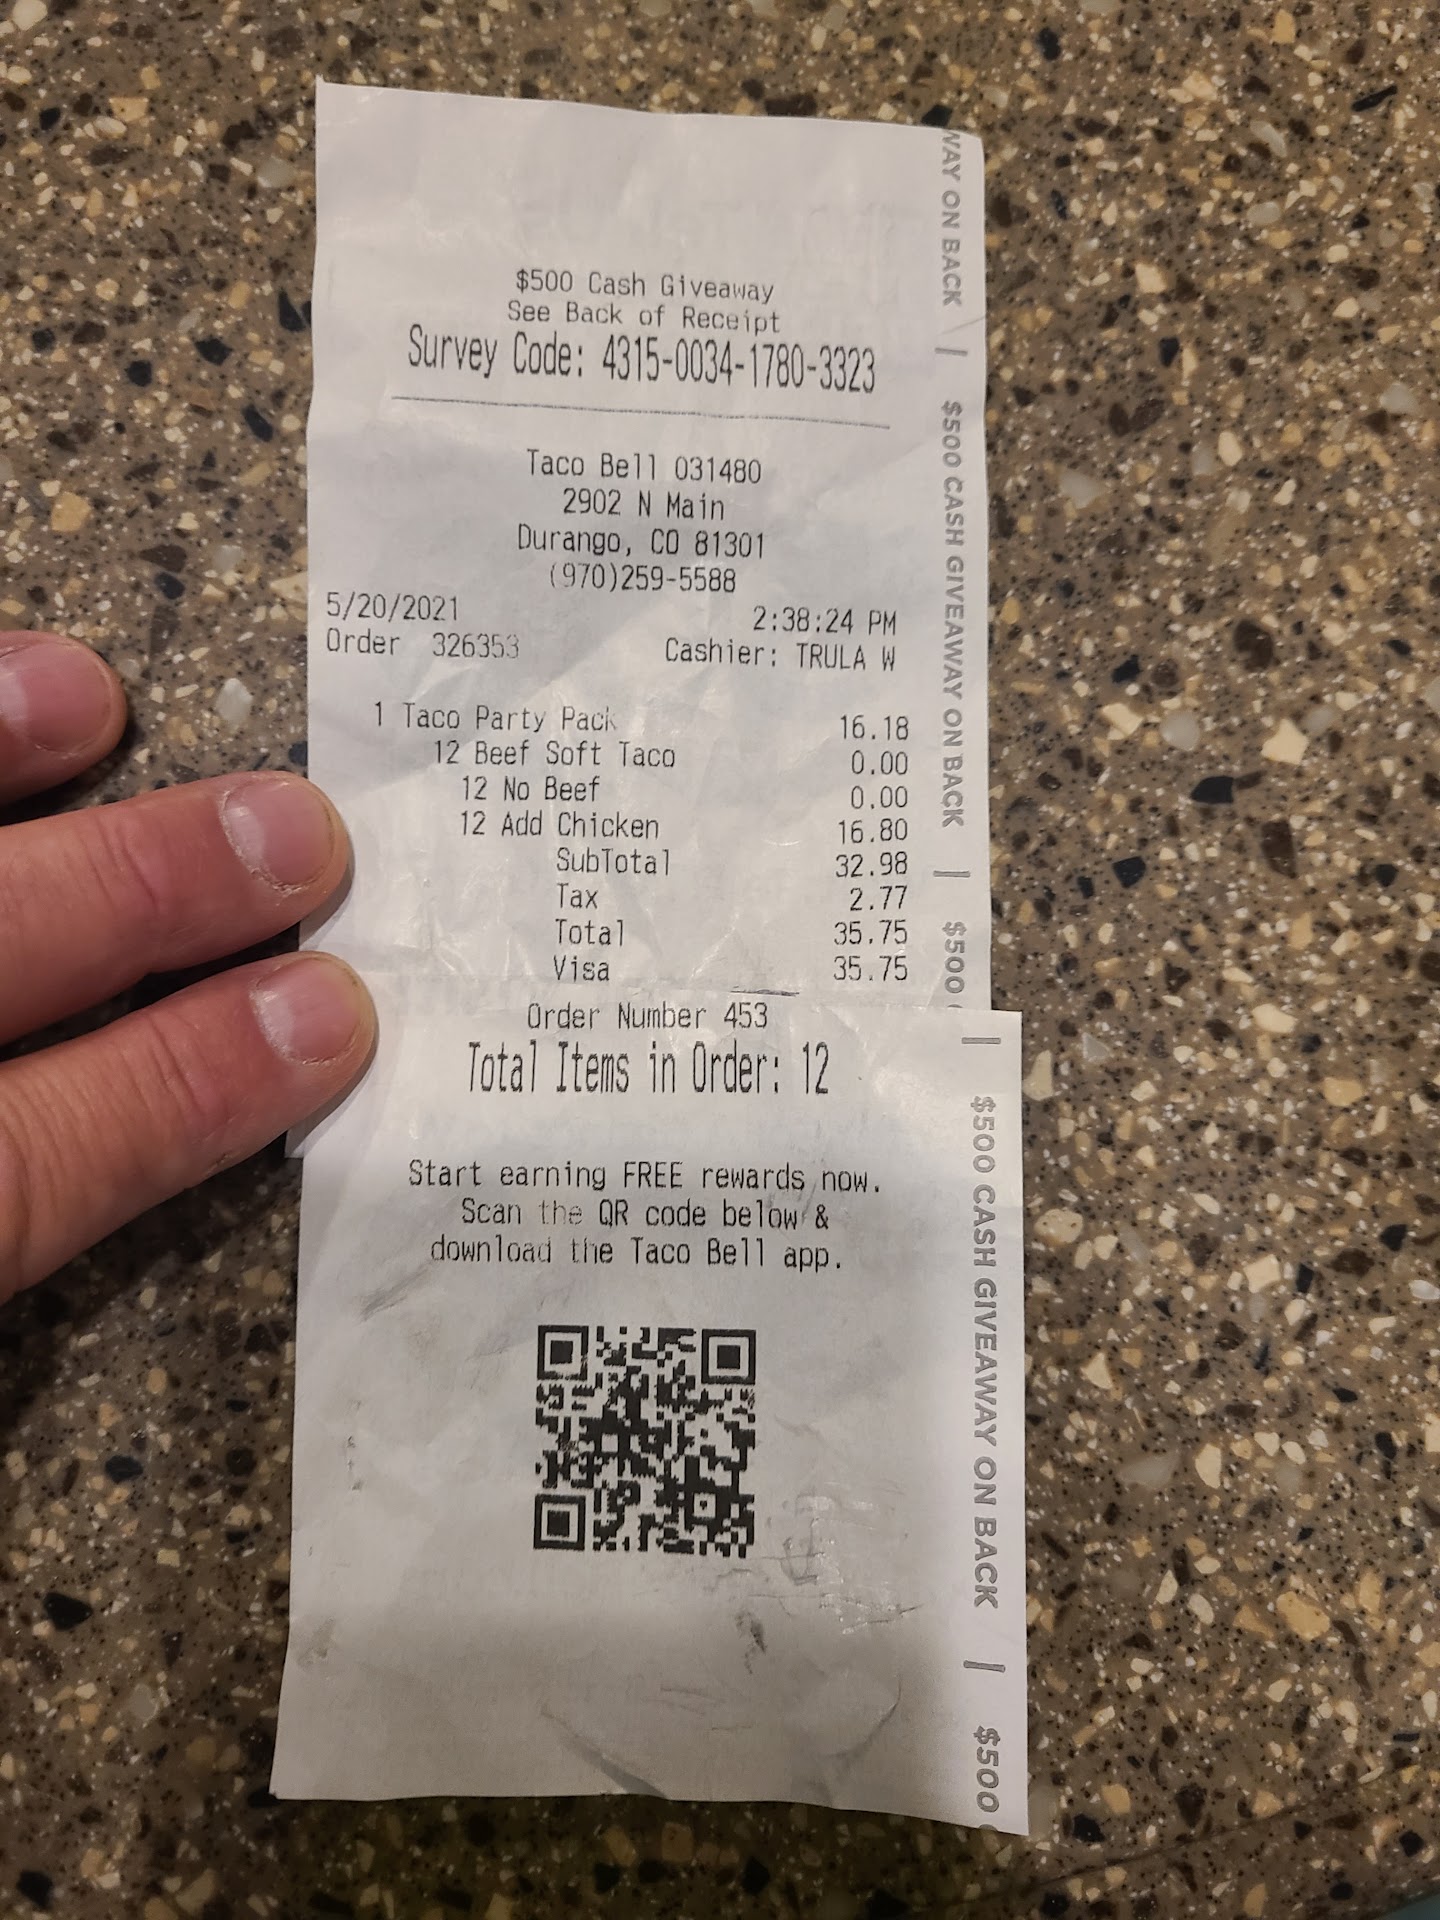 $500 Cash Giveaway
See Back of Receipt
Survey Code: 4315-0034-1780-3323
Taco Bell 031480
2902 N Main
Durango, CO 81301
(970)259-5588
5/20/2021 2:38:24 PM
Order 326353 Cashier: TRULA W
1 Taco Party Pack 16.18
12 Beef Soft Taco 0.00
12 No Beef 0.00
12 Add Chicken 16.80
SubTotal 32.98
Tax 2.77
Total 35.75
Visa 35.75
Order Number 453
Total Items in Order: 12
Start earning FREE rewards now.
Scan the QR code below &
download the Taco Bell app.
WAY ON BACK | $500 CASH GIVEAWAY ON BACK | $500
| $500 CASH GIVEAWAY ON BACK | $500